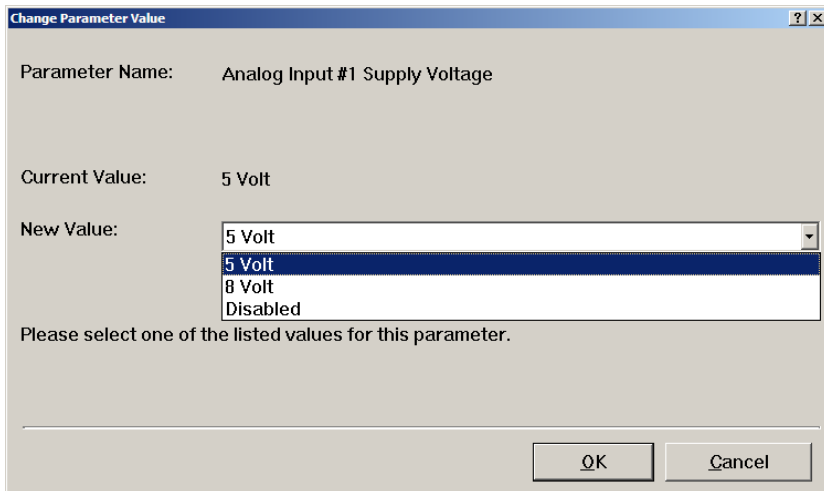 Change Parameter Value
Parameter Name: Analog Input #1 Supply Voltage
Current Value: 5 Volt
New Value: 5 Volt
5 Volt
8 Volt
Disabled
Please select one of the listed values for this parameter.
OK Cancel